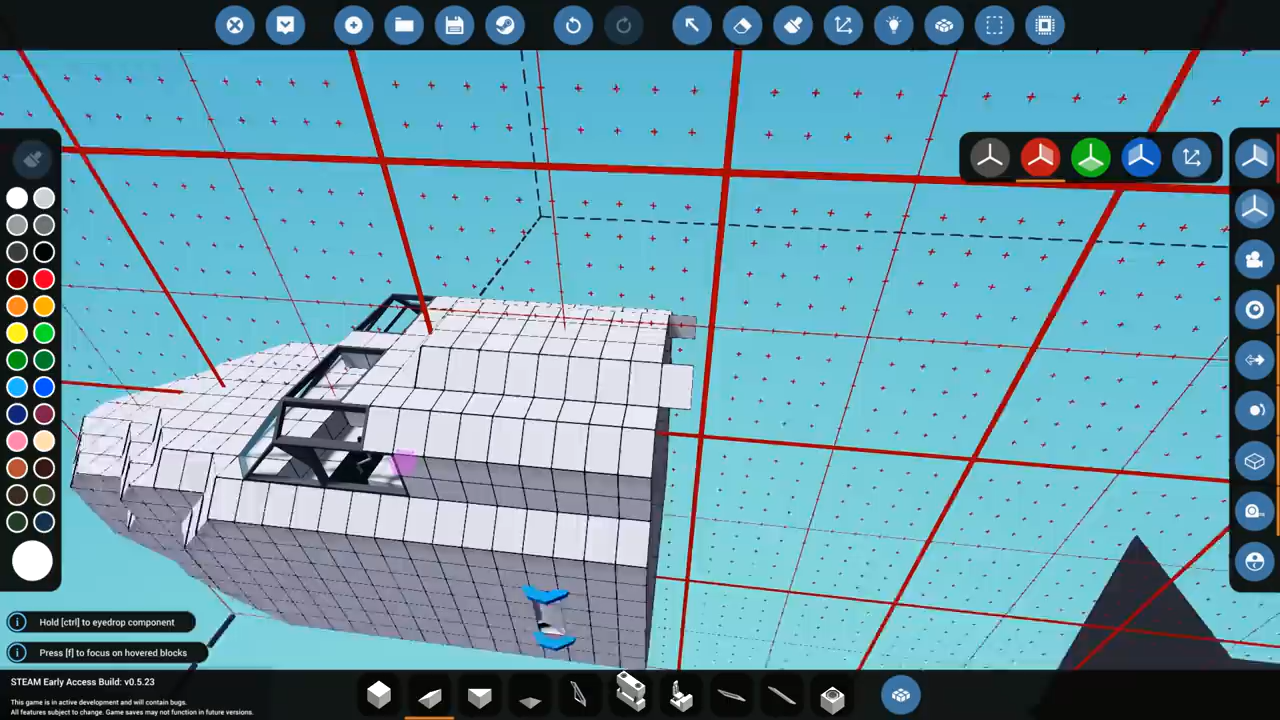 Hold [ctrl] to eyedrop component
Press [f] to focus on hovered blocks
STEAM Early Access Build: v0.5.23
This game is in active development and will contain bugs.
All features subject to change. Game saves may not function in future versions.